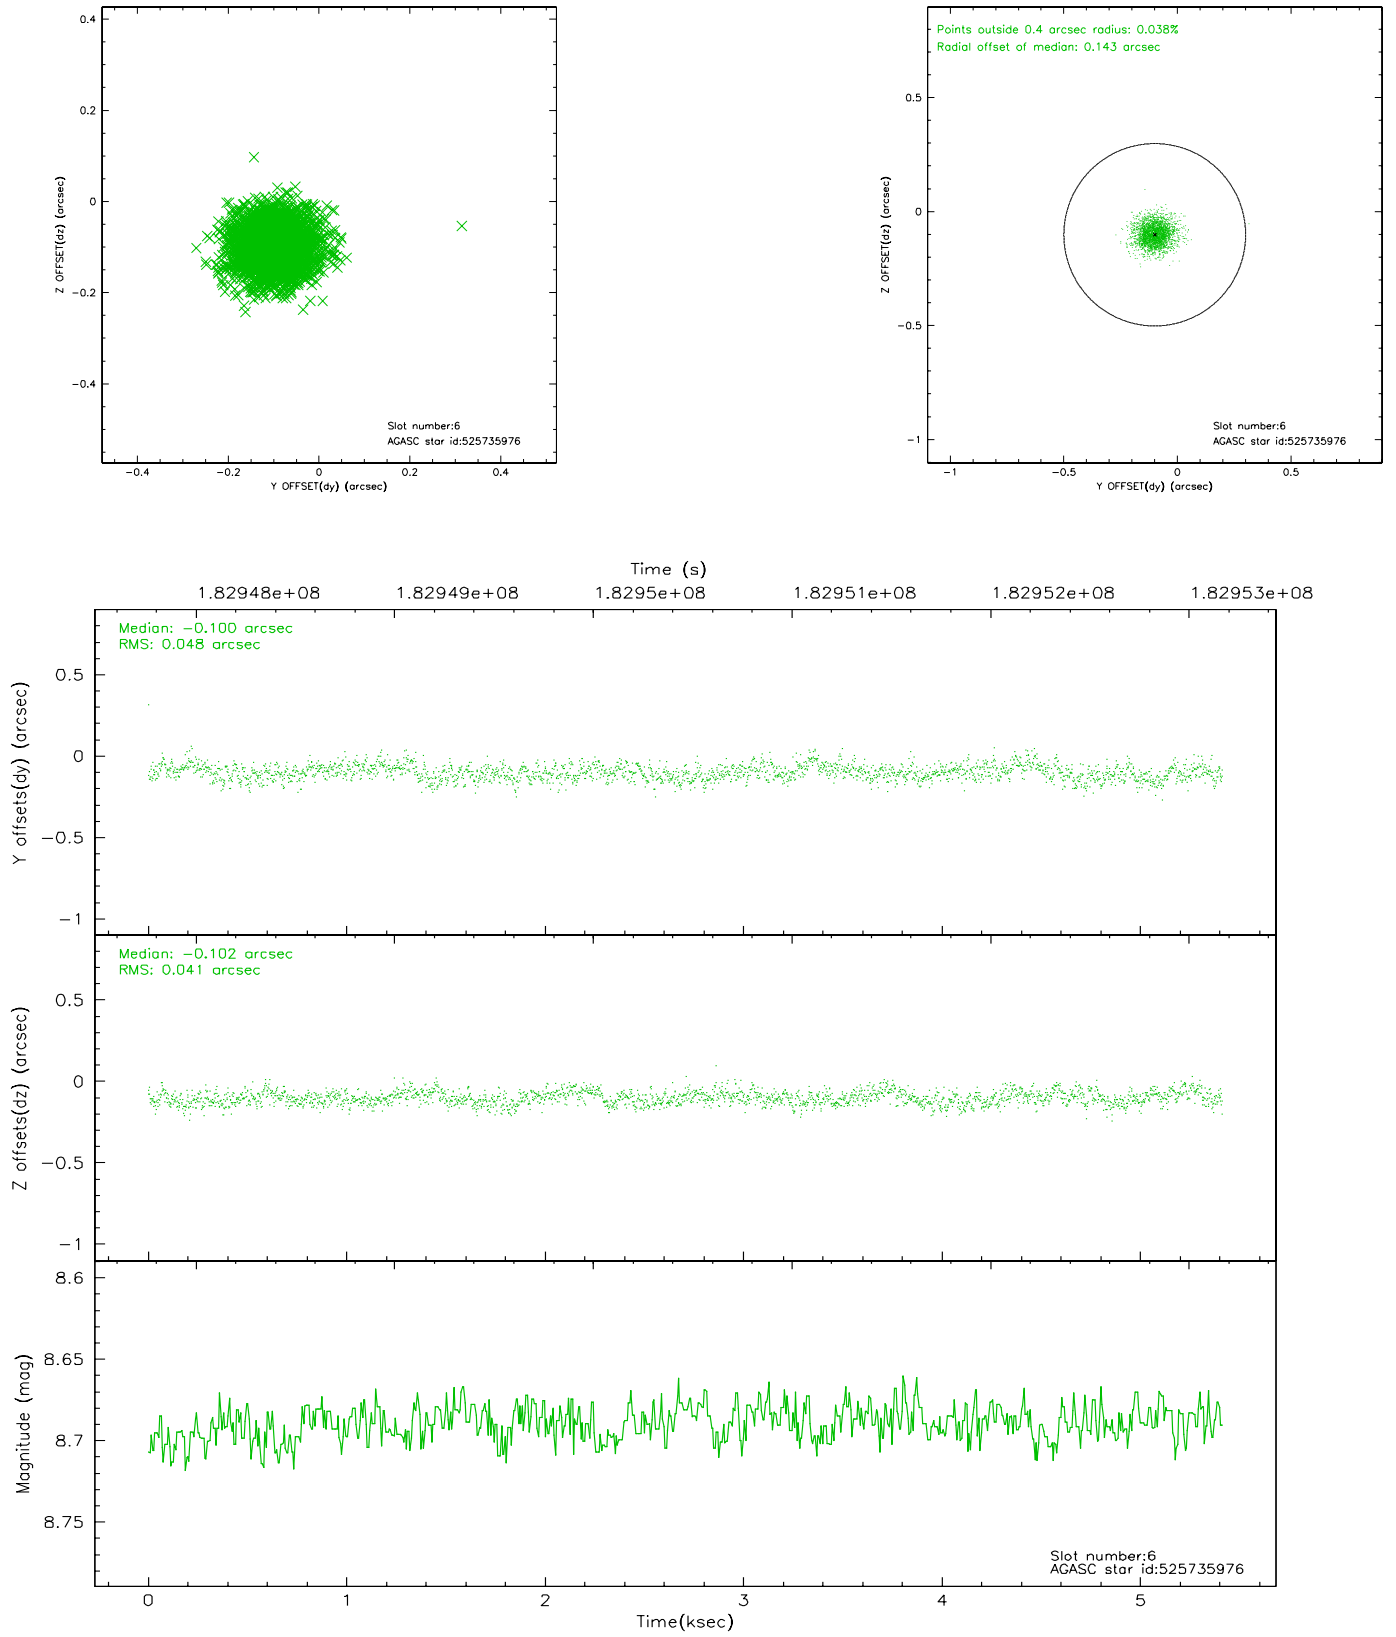 0.4
0.2
0
−0.2
−0.4
Z OFFSET(dz) (arcsec)
Slot number:6
AGASC star id:525735976
−0.4 −0.2 0 0.2 0.4
Y OFFSET(dy) (arcsec)
Points outside 0.4 arcsec radius: 0.038%
Radial offset of median: 0.143 arcsec
0.5
0
−0.5
−1
Z OFFSET(dz) (arcsec)
Slot number:6
AGASC star id:525735976
−1 −0.5 0 0.5
Y OFFSET(dy) (arcsec)
Time (s)
1.82948e+08 1.82949e+08 1.8295e+08 1.82951e+08 1.82952e+08 1.82953e+08
Median: −0.100 arcsec
RMS: 0.048 arcsec
0.5
0
−0.5
−1
Y offsets(dy) (arcsec)
Median: −0.102 arcsec
RMS: 0.041 arcsec
0.5
0
−0.5
−1
Z offsets(dz) (arcsec)
8.6
8.65
8.7
8.75
Magnitude (mag)
Slot number:6
AGASC star id:525735976
0 1 2 3 4 5
Time(ksec)